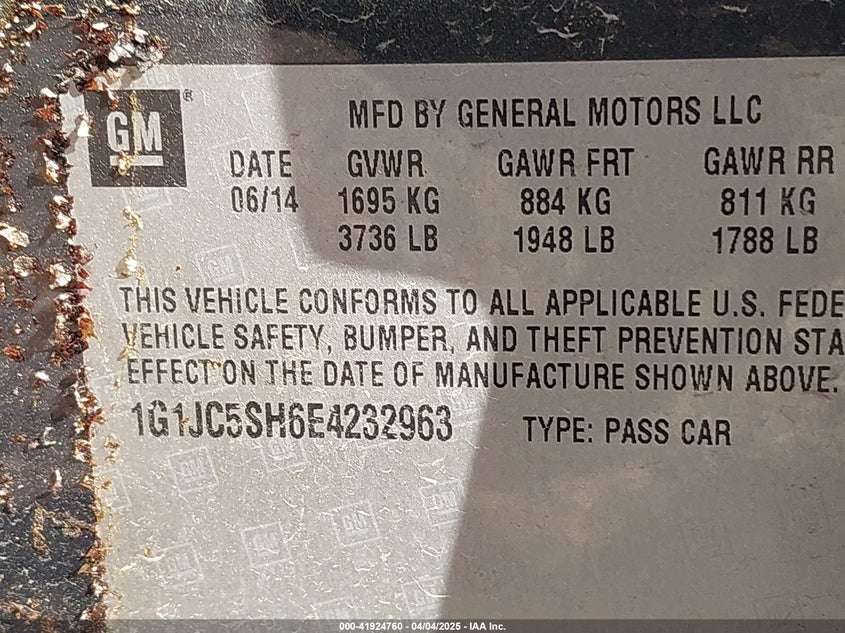 GM ®
MFD BY GENERAL MOTORS LLC
DATE GVWR GAWR FRT GAWR RR
06/14 1695 KG 884 KG 811 KG
3736 LB 1948 LB 1788 LB
THIS VEHICLE CONFORMS TO ALL APPLICABLE U.S. FEDE
VEHICLE SAFETY, BUMPER, AND THEFT PREVENTION STA
EFFECT ON THE DATE OF MANUFACTURE SHOWN ABOVE.
1G1JC5SH6E4232963 TYPE: PASS CAR
000-41924760 - 04/04/2025 - IAA Inc.